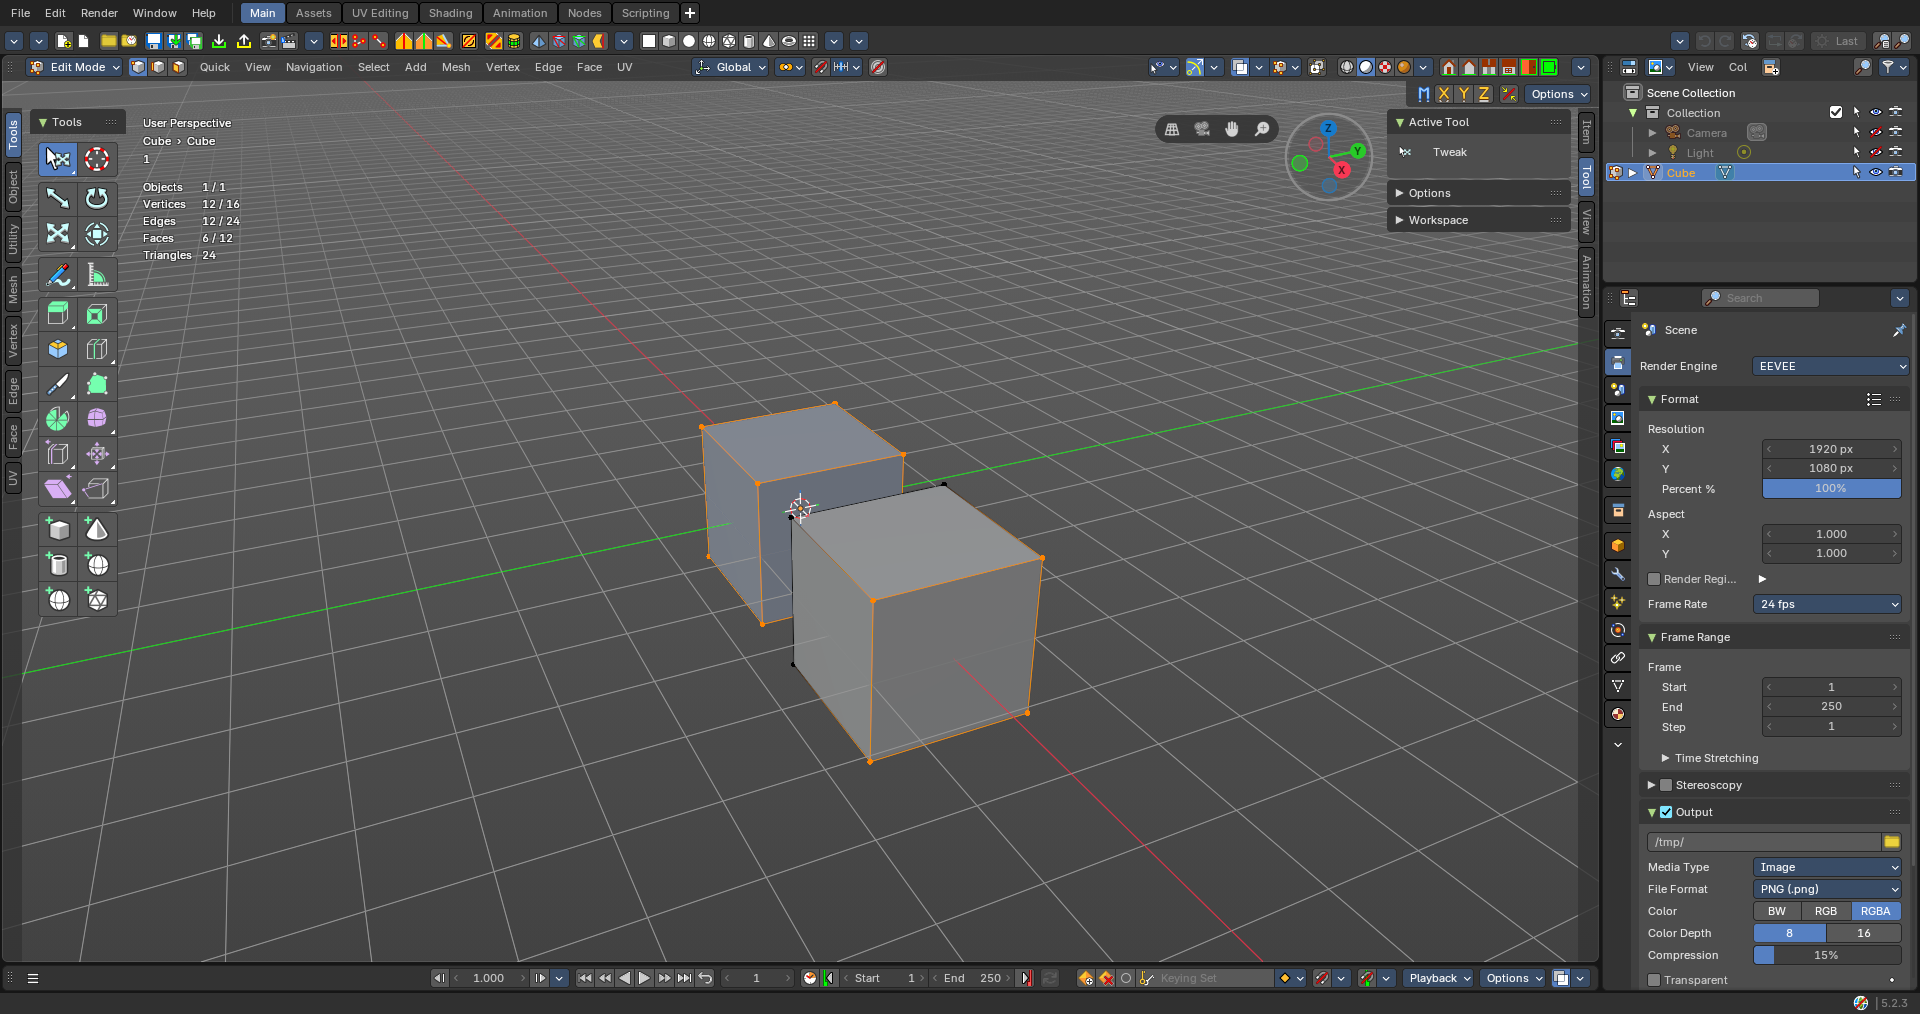 File Edit Render Window Help Main Assets UV Editing Shading Animation Nodes Scripting
Last
Edit Mode Quick View Navigation Select Add Mesh Vertex Edge Face UV Global
View Col
M X Y Z Options
Scene Collection
Collection
Camera
Light
Cube
Tools
Tools
Object
Utility
Mesh
Vertex
Edge
Face
UV
User Perspective
Cube › Cube
1
Objects 1 / 1
Vertices 12 / 16
Edges 12 / 24
Faces 6 / 12
Triangles 24
Z
Y
X
Active Tool
Tweak
Options
Workspace
Item
Tool
View
Animation
Search
Scene
Render Engine EEVEE
Format
Resolution
X 1920 px
Y 1080 px
Percent % 100%
Aspect
X 1.000
Y 1.000
Render Regi...
Frame Rate 24 fps
Frame Range
Frame
Start 1
End 250
Step 1
Time Stretching
Stereoscopy
Output
/tmp/
Media Type Image
File Format PNG (.png)
Color BW RGB RGBA
Color Depth 8 16
Compression 15%
Transparent
1.000 1 Start 1 End 250 Keying Set Playback Options
5.2.3